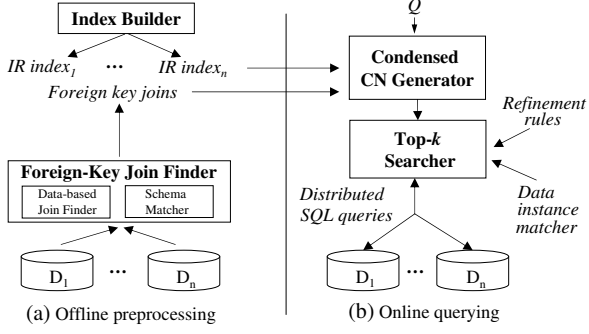 Index Builder
IR index1 ... IR indexn
Foreign key joins
Foreign-Key Join Finder
Data-based Join Finder
Schema Matcher
D1 ... Dn
(a) Offline preprocessing
Q
Condensed
CN Generator
Top-k
Searcher
Refinement
rules
Distributed
SQL queries
Data
instance
matcher
D1 ... Dn
(b) Online querying